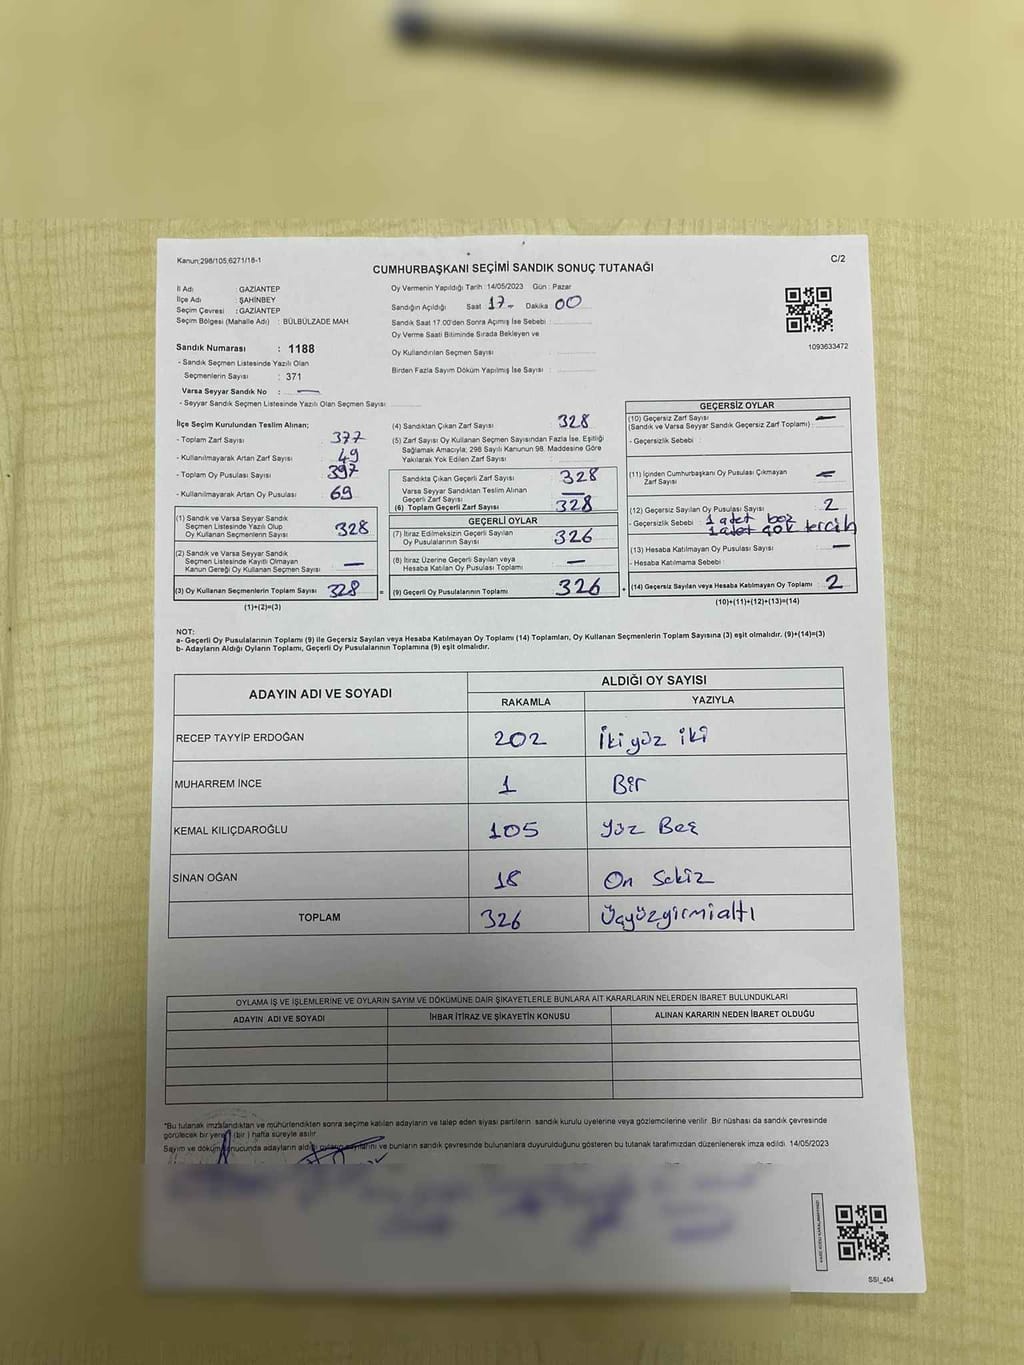 Kanun:298/105;6271/18-1
C/2
CUMHURBAŞKANI SEÇİMİ SANDIK SONUÇ TUTANAĞI
İl Adı : GAZİANTEP
İlçe Adı : ŞAHİNBEY
Seçim Çevresi : GAZİANTEP
Seçim Bölgesi (Mahalle Adı) : BÜLBÜLZADE MAH.
Sandık Numarası : 1188
- Sandık Seçmen Listesinde Yazılı Olan
Seçmenlerin Sayısı : 371
Varsa Seyyar Sandık No : —
- Seyyar Sandık Seçmen Listesinde Yazılı Olan Seçmen Sayısı
Oy Vermenin Yapıldığı Tarih : 14/05/2023 Gün : Pazar
Sandığın Açıldığı Saat 17- Dakika 00
Sandık Saat 17.00'den Sonra Açımış İse Sebebi :
Oy Verme Saati Bitiminde Sırada Bekleyen ve
Oy Kullandırılan Seçmen Sayısı
Birden Fazla Sayım Döküm Yapılmış İse Sayısı :
1093633472
İlçe Seçim Kurulundan Teslim Alınan;
- Toplam Zarf Sayısı 377
- Kullanılmayarak Artan Zarf Sayısı 49
- Toplam Oy Pusulası Sayısı 397
- Kullanılmayarak Artan Oy Pusulası 69
(1) Sandık ve Varsa Seyyar Sandık
Seçmen Listesinde Yazılı Olup
Oy Kullanan Seçmenlerin Sayısı 328
(2) Sandık ve Varsa Seyyar Sandık
Seçmen Listesinde Kayıtlı Olmayan
Kanun Gereği Oy Kullanan Seçmen Sayısı —
(3) Oy Kullanan Seçmenlerin Toplam Sayısı 328 =
(1)+(2)=(3)
(4) Sandıktan Çıkan Zarf Sayısı 328
(5) Zarf Sayısı Oy Kullanan Seçmen Sayısından Fazla İse, Eşitliği
Sağlamak Amacıyla; 298 Sayılı Kanunun 98. Maddesine Göre
Yakılarak Yok Edilen Zarf Sayısı
Sandıkta Çıkan Geçerli Zarf Sayısı 328
Varsa Seyyar Sandıktan Teslim Alınan
Geçerli Zarf Sayısı —
(6) Toplam Geçerli Zarf Sayısı 328
GEÇERLİ OYLAR
(7) İtiraz Edilmeksizin Geçerli Sayılan
Oy Pusulalarının Sayısı 326
(8) İtiraz Üzerine Geçerli Sayılan veya
Hesaba Katılan Oy Pusulası Toplamı —
(9) Geçerli Oy Pusulalarının Toplamı 326 +
GEÇERSİZ OYLAR
(10) Geçersiz Zarf Sayısı
(Sandık ve Varsa Seyyar Sandık Geçersiz Zarf Toplamı) —
- Geçersizlik Sebebi :
(11) İçinden Cumhurbaşkanı Oy Pusulası Çıkmayan
Zarf Sayısı —
(12) Geçersiz Sayılan Oy Pusulası Sayısı 2
- Geçersizlik Sebebi 1 adet boş
1 adet çok tercih
(13) Hesaba Katılmayan Oy Pusulası Sayısı —
- Hesaba Katılmama Sebebi :
(14) Geçersiz Sayılan veya Hesaba Katılmayan Oy Toplamı 2
(10)+(11)+(12)+(13)=(14)
NOT:
a- Geçerli Oy Pusulalarının Toplamı (9) ile Geçersiz Sayılan veya Hesaba Katılmayan Oy Toplamı (14) Toplamları, Oy Kullanan Seçmenlerin Toplam Sayısına (3) eşit olmalıdır. (9)+(14)=(3)
b- Adayların Aldığı Oyların Toplamı, Geçerli Oy Pusulalarının Toplamına (9) eşit olmalıdır.
ADAYIN ADI VE SOYADI
ALDIĞI OY SAYISI
RAKAMLA YAZIYLA
RECEP TAYYİP ERDOĞAN 202 İki yüz iki
MUHARREM İNCE 1 Bir
KEMAL KILIÇDAROĞLU 105 Yüz Beş
SİNAN OĞAN 18 On Sekiz
TOPLAM 326 Üçyüzyirmialtı
OYLAMA İŞ VE İŞLEMLERİNE VE OYLARIN SAYIM VE DÖKÜMÜNE DAİR ŞİKAYETLERLE BUNLARA AİT KARARLARIN NELERDEN İBARET BULUNDUKLARI
ADAYIN ADI VE SOYADI İHBAR İTİRAZ VE ŞİKAYETİN KONUSU ALINAN KARARIN NEDEN İBARET OLDUĞU
"Bu tutanak imzalandıktan ve mühürlendikten sonra seçime katılan adayların ve talep eden siyasi partilerin sandık kurulu üyelerine veya gözlemcilerine verilir. Bir nüshası da sandık çevresinde
görülecek bir yere (bir ) hafta süreyle asılır.
Sayım ve döküm sonucunda adayların aldığı oyların sayılarını ve bunların sandık çevresinde bulunanlara duyurulduğunu gösteren bu tutanak tarafımızdan düzenlenerek imza edildi. 14/05/2023
SSI_404